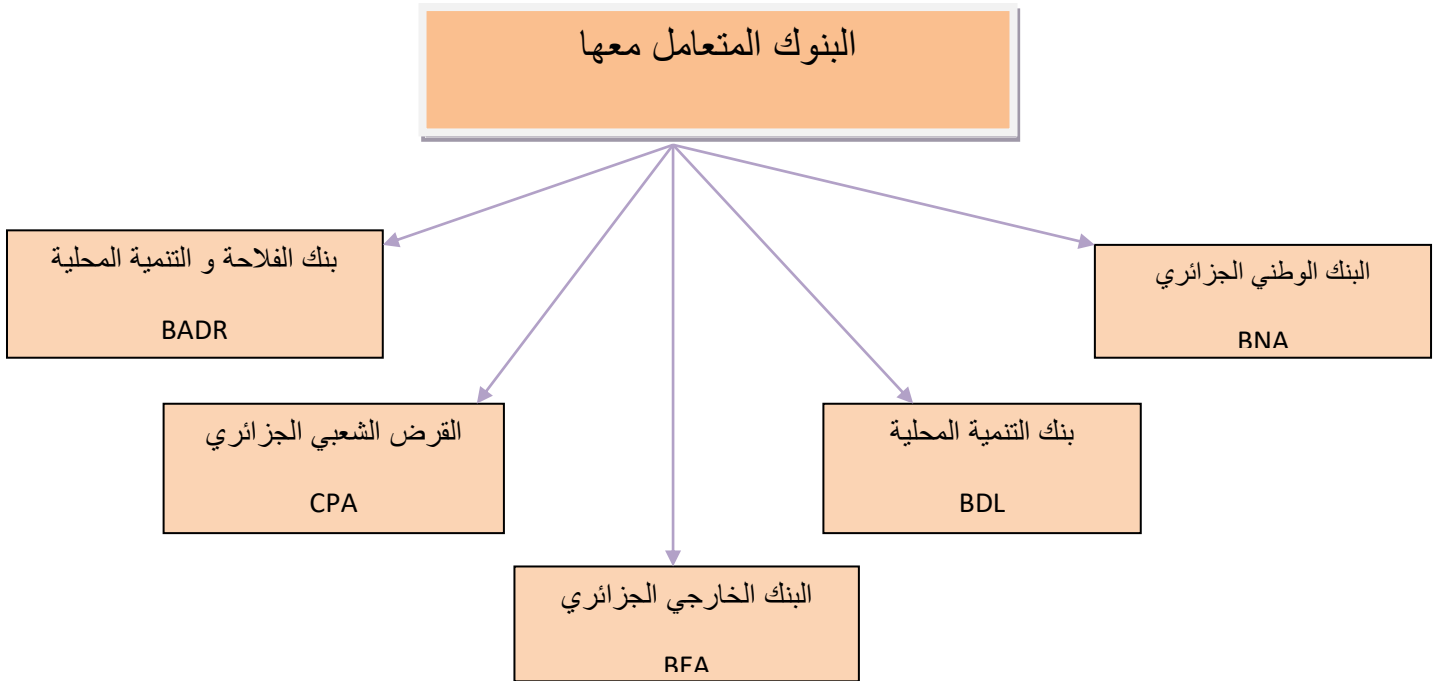 البنوك المتعامل معها
البنك الوطني الجزائري
BNA
بنك الفلاحة و التنمية المحلية
BADR
بنك التنمية المحلية
BDL
القرض الشعبي الجزائري
CPA
البنك الخارجي الجزائري
BEA